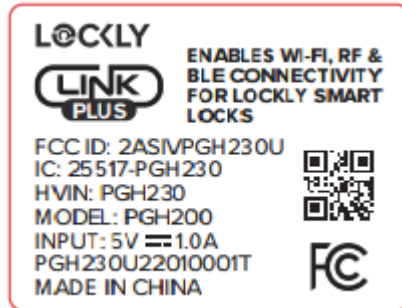 LOCKLY
LINK
PLUS
ENABLES WI-FI, RF &
BLE CONNECTIVITY
FOR LOCKLY SMART
LOCKS
FCC ID: 2ASIVPGH230U
IC: 25517-PGH230
HVIN: PGH230
MODEL: PGH200
INPUT: 5V ⎓ 1.0A
PGH230U22010001T
MADE IN CHINA
FC